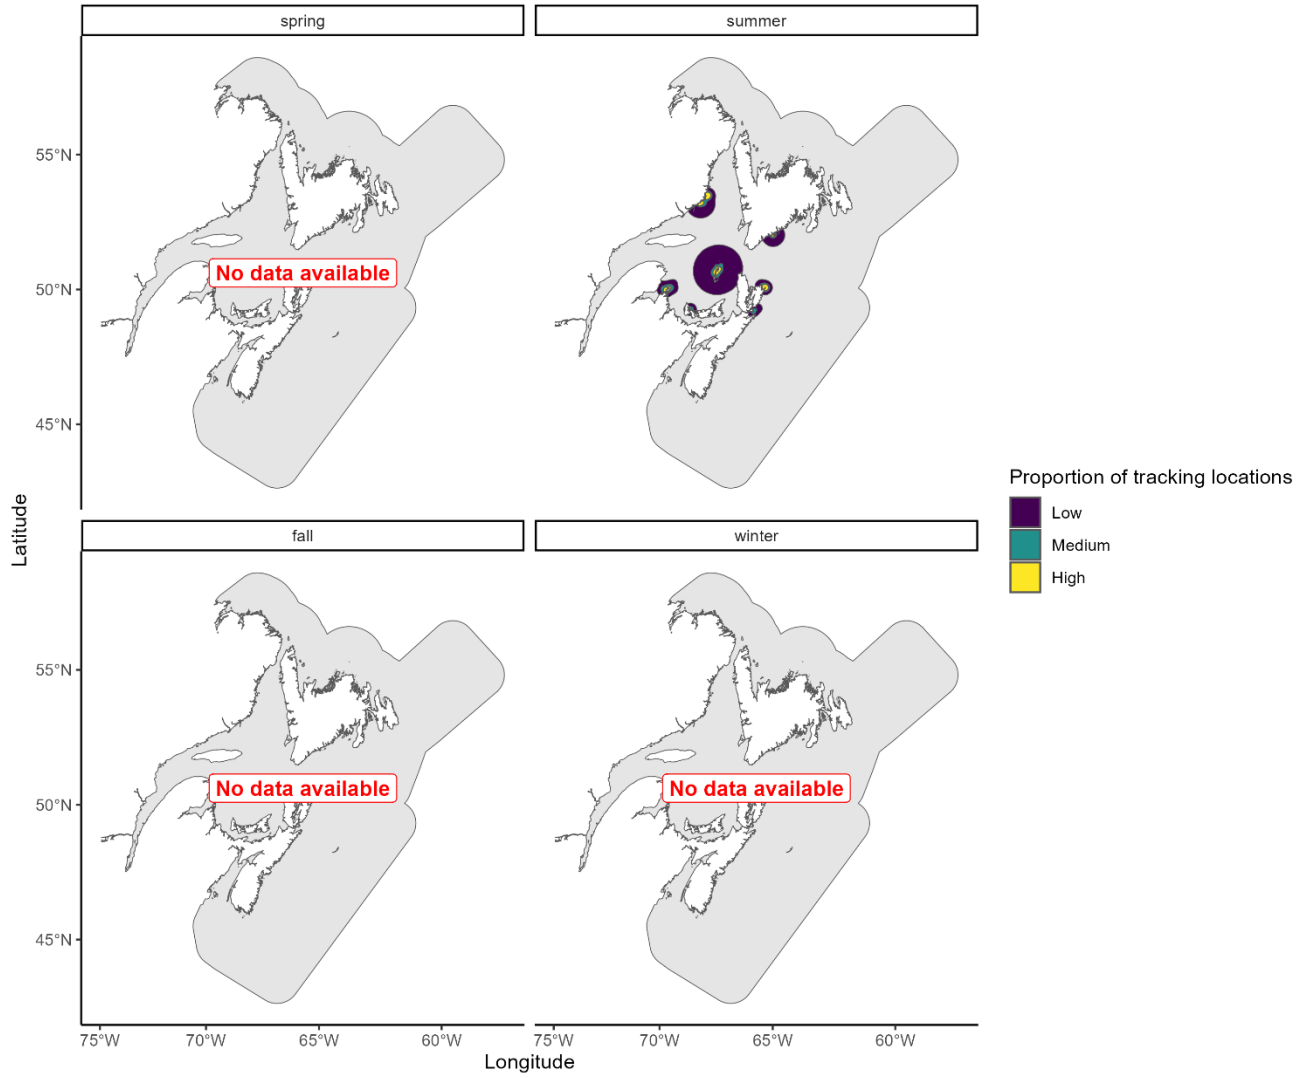 spring
summer
55°N
50°N
45°N
No data available
fall
winter
55°N
50°N
45°N
No data available
No data available
75°W
70°W
65°W
60°W
75°W
70°W
65°W
60°W
Longitude
Latitude
Proportion of tracking locations
Low
Medium
High